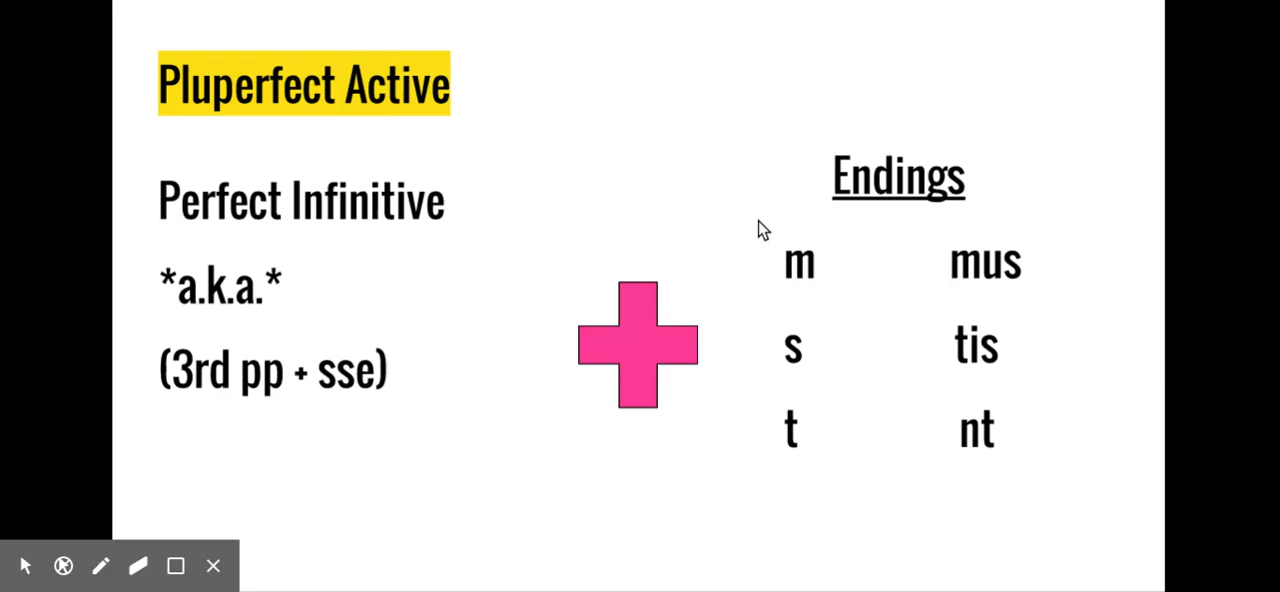 Pluperfect Active
Perfect Infinitive
*a.k.a.*
(3rd pp + sse)
Endings
m mus
s tis
t nt